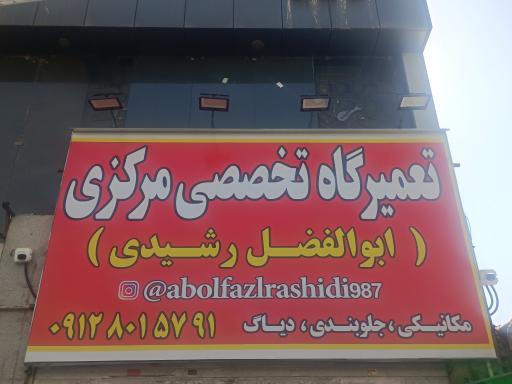 تعمیرگاه تخصصی مرکزی
( ابوالفضل رشیدی )
@abolfazlrashidi987
مکانیکی، جلوبندی، دیاگ ۰۹۱۲۸۰۱۵۷۹۱